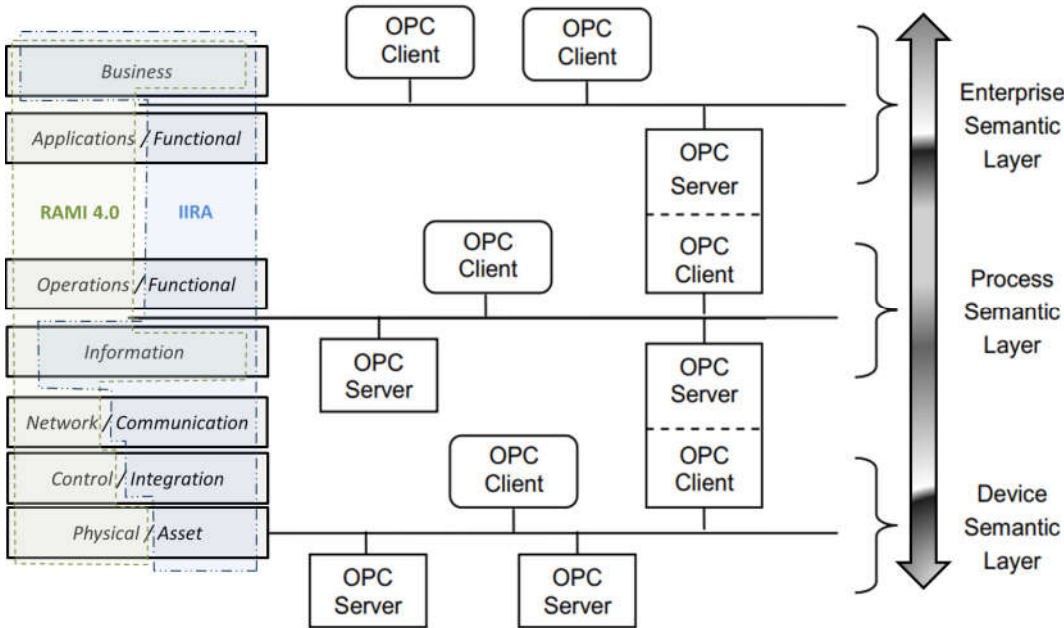 Business
Applications / Functional
RAMI 4.0
IIRA
Operations / Functional
Information
Network / Communication
Control / Integration
Physical / Asset
OPC
Client
OPC
Client
OPC
Server
OPC
Client
OPC
Client
OPC
Server
OPC
Server
OPC
Client
OPC
Client
OPC
Server
OPC
Server
Enterprise
Semantic
Layer
Process
Semantic
Layer
Device
Semantic
Layer